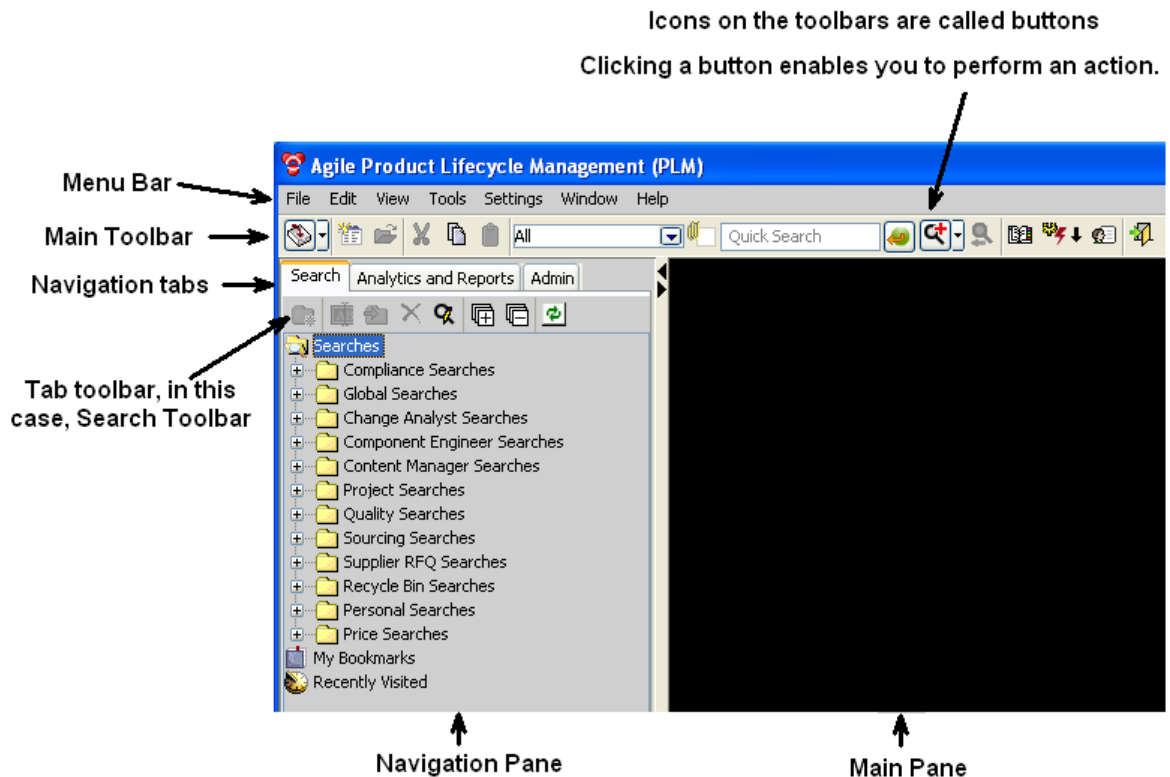 Icons on the toolbars are called buttons
Clicking a button enables you to perform an action.
Agile Product Lifecycle Management (PLM)
Menu Bar
File Edit View Tools Settings Window Help
Main Toolbar
All
Quick Search
Navigation tabs
Search Analytics and Reports Admin
Searches
Compliance Searches
Global Searches
Tab toolbar, in this
case, Search Toolbar
Change Analyst Searches
Component Engineer Searches
Content Manager Searches
Project Searches
Quality Searches
Sourcing Searches
Supplier RFQ Searches
Recycle Bin Searches
Personal Searches
Price Searches
My Bookmarks
Recently Visited
Navigation Pane
Main Pane